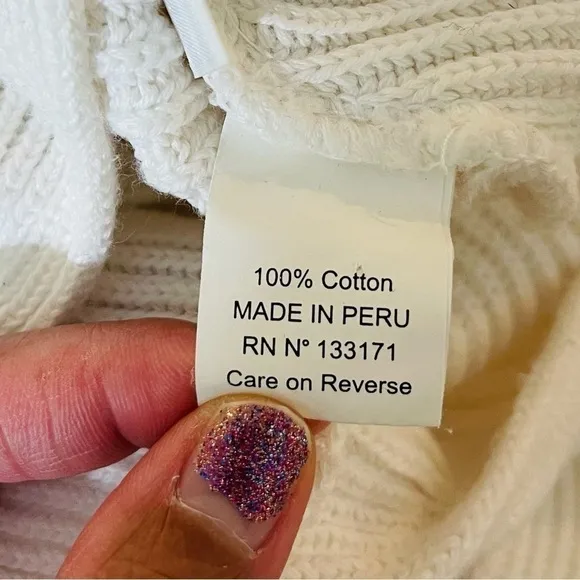 100% Cotton
MADE IN PERU
RN N° 133171
Care on Reverse